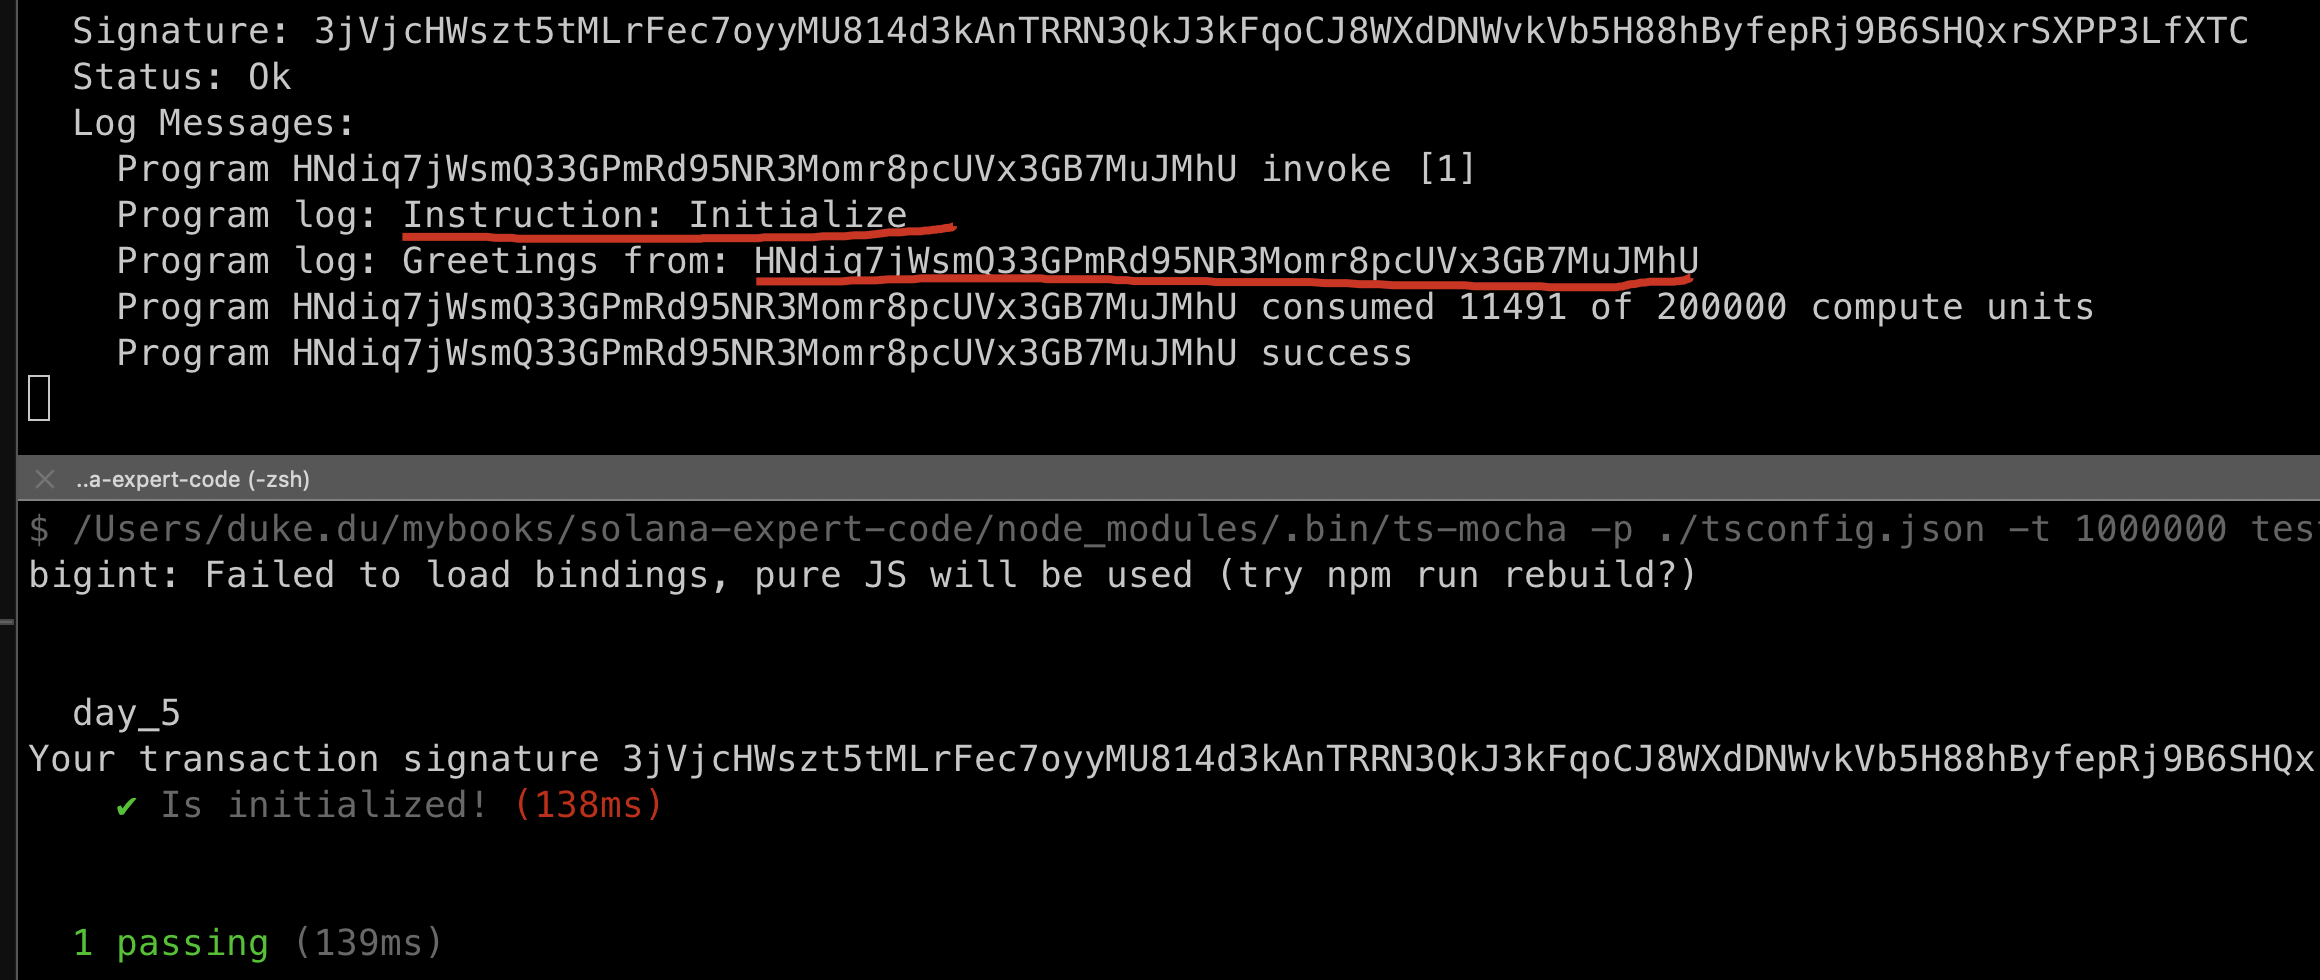 Signature: 3jVjcHWszt5tMLrFec7oyyMU814d3kAnTRRN3QkJ3kFqoCJ8WXdDNWvkVb5H88hByfepRj9B6SHQxrSXPP3LfXTC
Status: Ok
Log Messages:
Program HNdiq7jWsmQ33GPmRd95NR3Momr8pcUVx3GB7MuJMhU invoke [1]
Program log: Instruction: Initialize
Program log: Greetings from: HNdiq7jWsmQ33GPmRd95NR3Momr8pcUVx3GB7MuJMhU
Program HNdiq7jWsmQ33GPmRd95NR3Momr8pcUVx3GB7MuJMhU consumed 11491 of 200000 compute units
Program HNdiq7jWsmQ33GPmRd95NR3Momr8pcUVx3GB7MuJMhU success
..a-expert-code (-zsh)
$ /Users/duke.du/mybooks/solana-expert-code/node_modules/.bin/ts-mocha -p ./tsconfig.json -t 1000000 tes
bigint: Failed to load bindings, pure JS will be used (try npm run rebuild?)
day_5
Your transaction signature 3jVjcHWszt5tMLrFec7oyyMU814d3kAnTRRN3QkJ3kFqoCJ8WXdDNWvkVb5H88hByfepRj9B6SHQx
✔ Is initialized! (138ms)
1 passing (139ms)